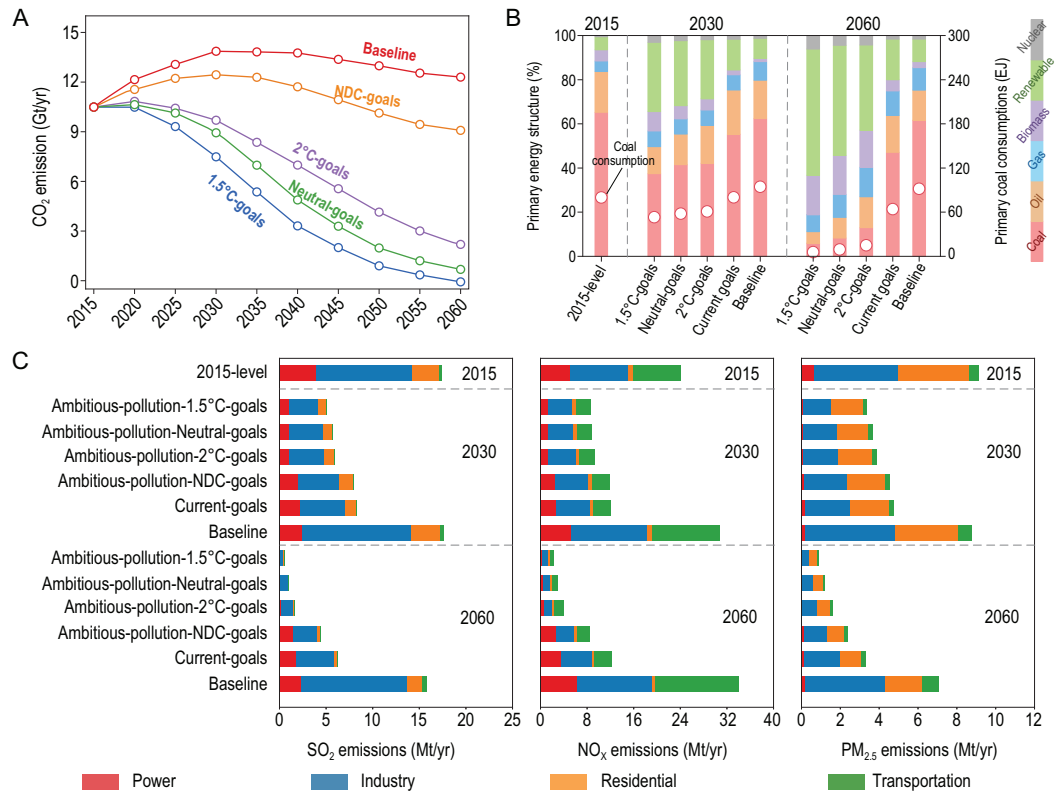 A
CO₂ emission (Gt/yr)
15
12
9
6
3
0
Baseline
NDC-goals
2°C-goals
Neutral-goals
1.5°C-goals
2015 2020 2025 2030 2035 2040 2045 2050 2055 2060
B
2015 2030 2060
Primary energy structure (%)
100
80
60
40
20
0
Coal
consumption
300
240
180
120
60
0
Primary coal consumptions (EJ)
2015-level 1.5°C-goals Neutral-goals 2°C-goals Current goals Baseline 1.5°C-goals Neutral-goals 2°C-goals Current goals Baseline
Nuclear
Renewable
Biomass
Gas
Oil
Coal
C
2015-level
Ambitious-pollution-1.5°C-goals
Ambitious-pollution-Neutral-goals
Ambitious-pollution-2°C-goals
Ambitious-pollution-NDC-goals
Current-goals
Baseline
Ambitious-pollution-1.5°C-goals
Ambitious-pollution-Neutral-goals
Ambitious-pollution-2°C-goals
Ambitious-pollution-NDC-goals
Current-goals
Baseline
2015
2030
2060
0 5 10 15 20 25
SO₂ emissions (Mt/yr)
2015
2030
2060
0 8 16 24 32 40
NOₓ emissions (Mt/yr)
2015
2030
2060
0 2 4 6 8 10 12
PM₂.₅ emissions (Mt/yr)
Power Industry Residential Transportation